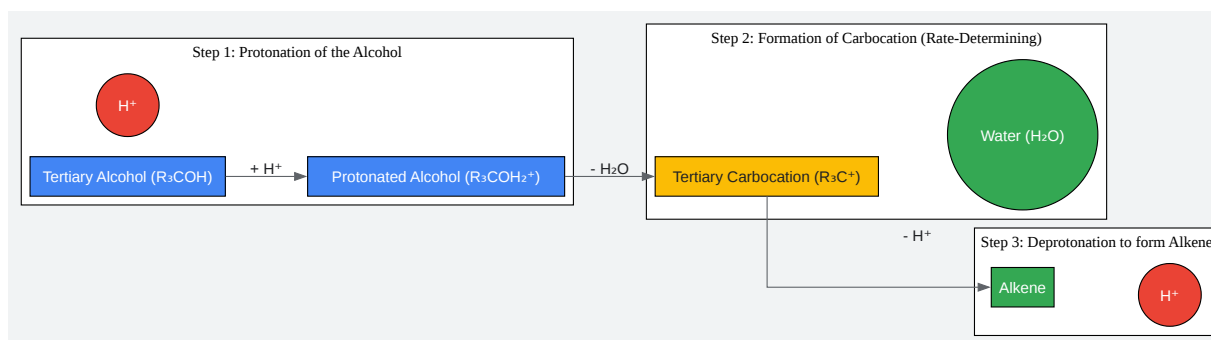 Step 1: Protonation of the Alcohol
H⁺
Tertiary Alcohol (R₃COH)
+ H⁺
Protonated Alcohol (R₃COH₂⁺)
- H₂O
Step 2: Formation of Carbocation (Rate-Determining)
Water (H₂O)
Tertiary Carbocation (R₃C⁺)
- H⁺
Step 3: Deprotonation to form Alkene
Alkene
H⁺